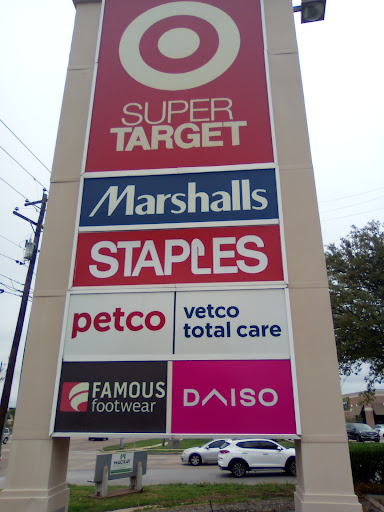 SUPER
TARGET
Marshalls
STAPLES
petco
vetco
total care
FAMOUS
footwear
DAISO